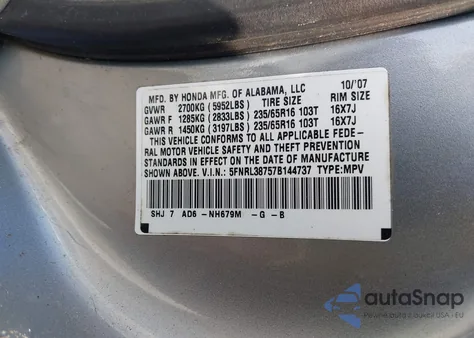 MFD. BY HONDA MFG. OF ALABAMA, LLC 10/'07
GVWR 2700KG (5952LBS) TIRE SIZE RIM SIZE
GAWR F 1285KG (2833LBS) 235/65R16 103T 16X7J
GAWR R 1450KG (3197LBS) 235/65R16 103T 16X7J
THIS VEHICLE CONFORMS TO ALL APPLICABLE FEDE-
RAL MOTOR VEHICLE SAFETY AND THEFT PREVENTION
STANDARDS IN EFFECT ON THE DATE OF MANUFACTURE
SHOWN ABOVE. V.I.N.: 5FNRL38757B144737 TYPE:MPV
SHJ 7 AD6 -NH679M -G -B
autaSnap